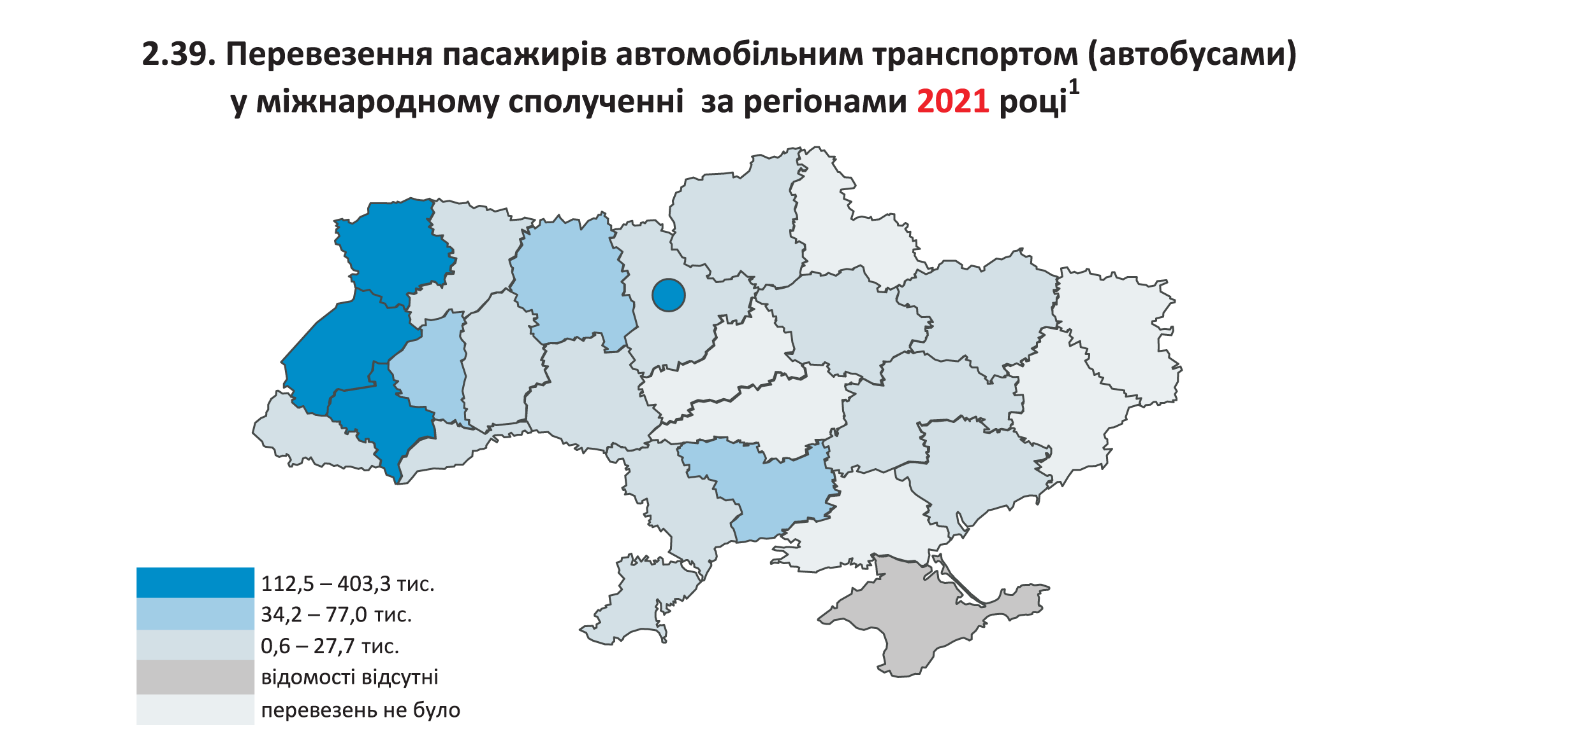 2.39. Перевезення пасажирів автомобільним транспортом (автобусами)
у міжнародному сполученні за регіонами 2021 році1
112,5 – 403,3 тис.
34,2 – 77,0 тис.
0,6 – 27,7 тис.
відомості відсутні
перевезень не було